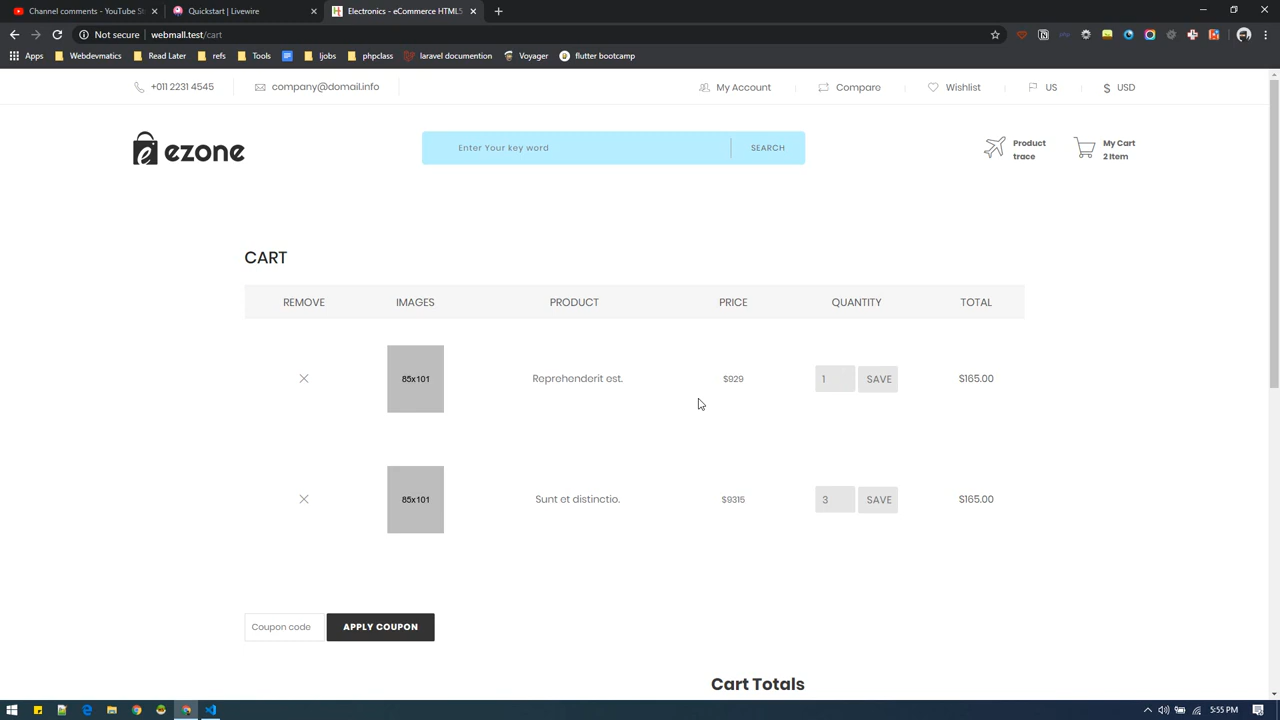 Channel comments - YouTube St
Quickstart | Livewire
Electronics - eCommerce HTML5
Not secure | webmall.test/cart
Apps
Webdevmatics
Read Later
refs
Tools
ljobs
phpclass
laravel documention
Voyager
flutter bootcamp
+011 2231 4545
company@domail.info
My Account
Compare
Wishlist
US
$ USD
ezone
Enter Your key word
SEARCH
Product
trace
My Cart
2 Item
CART
REMOVE IMAGES PRODUCT PRICE QUANTITY TOTAL
85x101 Reprehenderit est. $929 1 SAVE $165.00
85x101 Sunt et distinctio. $9315 3 SAVE $165.00
Coupon code APPLY COUPON
Cart Totals
5:55 PM